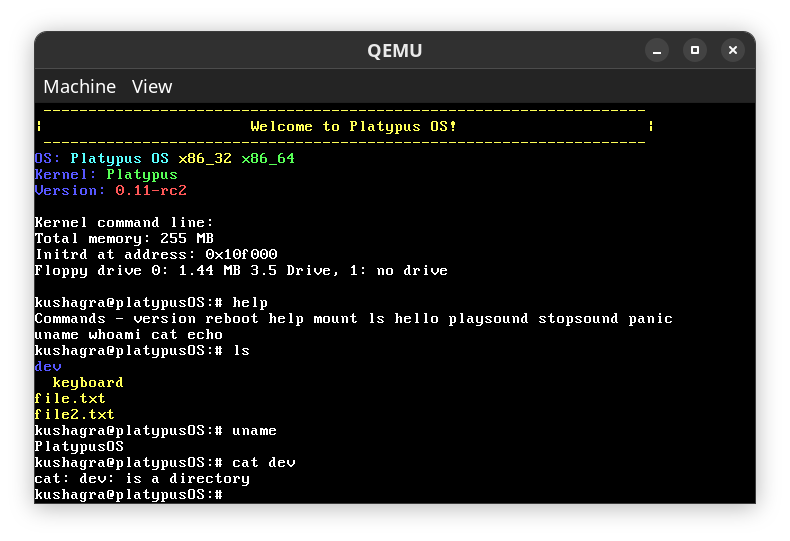 QEMU
Machine View
--------------------------------------------------------------------
| Welcome to Platypus OS! |
--------------------------------------------------------------------
OS: Platypus OS x86_32 x86_64
Kernel: Platypus
Version: 0.11-rc2
Kernel command line:
Total memory: 255 MB
Initrd at address: 0x10f000
Floppy drive 0: 1.44 MB 3.5 Drive, 1: no drive
kushagra@platypusOS:# help
Commands - version reboot help mount ls hello playsound stopsound panic
uname whoami cat echo
kushagra@platypusOS:# ls
dev
  keyboard
file.txt
file2.txt
kushagra@platypusOS:# uname
PlatypusOS
kushagra@platypusOS:# cat dev
cat: dev: is a directory
kushagra@platypusOS:#